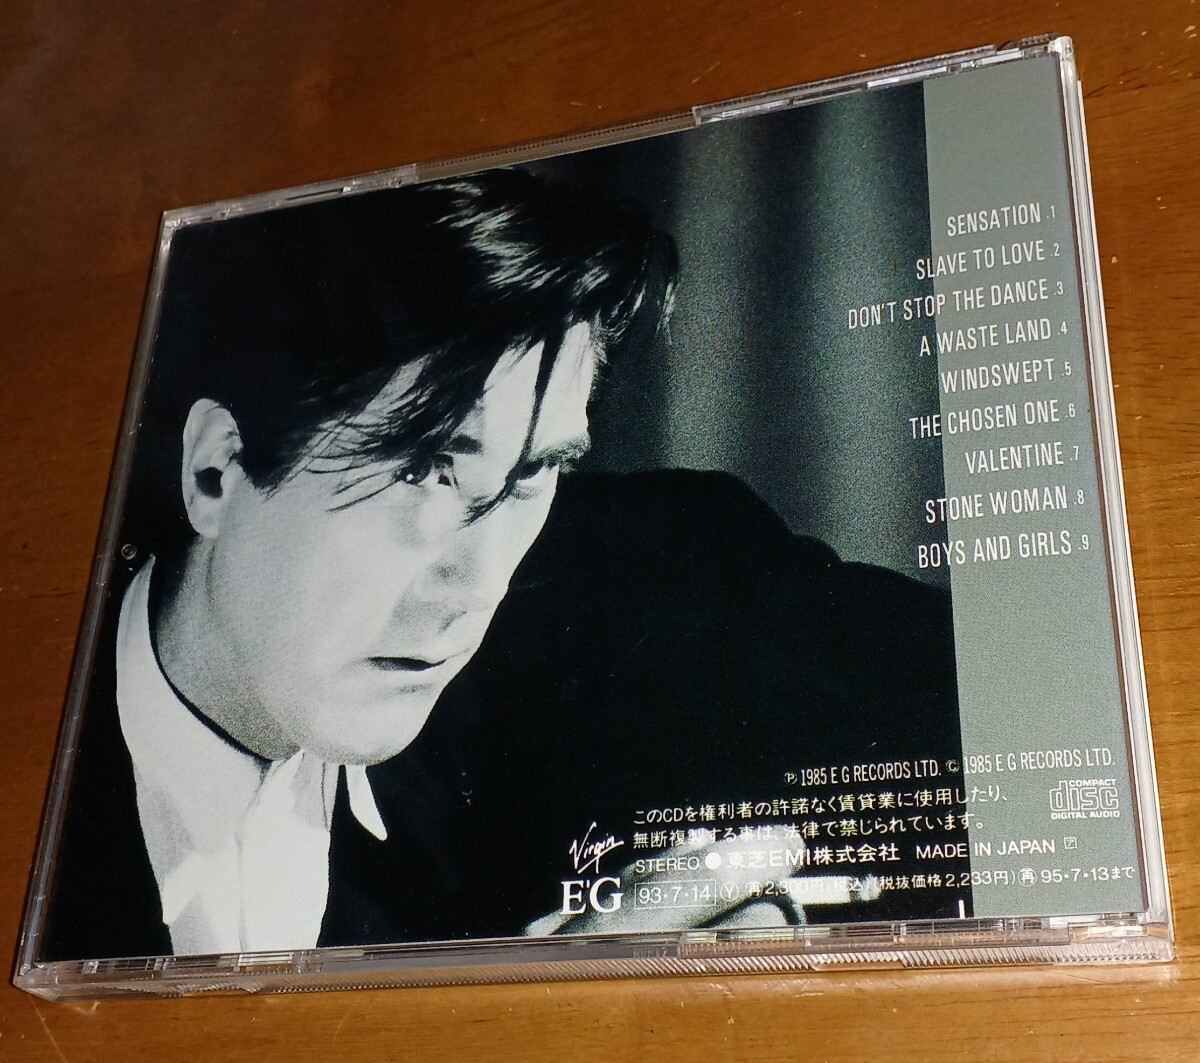 SENSATION .1
SLAVE TO LOVE .2
DON'T STOP THE DANCE .3
A WASTE LAND .4
WINDSWEPT .5
THE CHOSEN ONE .6
VALENTINE .7
STONE WOMAN .8
BOYS AND GIRLS .9
Ⓟ 1985 E G RECORDS LTD. © 1985 E G RECORDS LTD.
このCDを権利者の許諾なく賃貸業に使用したり、
無断複製する事は、法律で禁じられています。
COMPACT
disc
DIGITAL AUDIO
STEREO ● 東芝EMI株式会社 MADE IN JAPAN ア
Virgin
E'G
93・7・14 Ⓨ 再 2,300円(税込)(税抜価格2,233円) 再 95・7・13まで